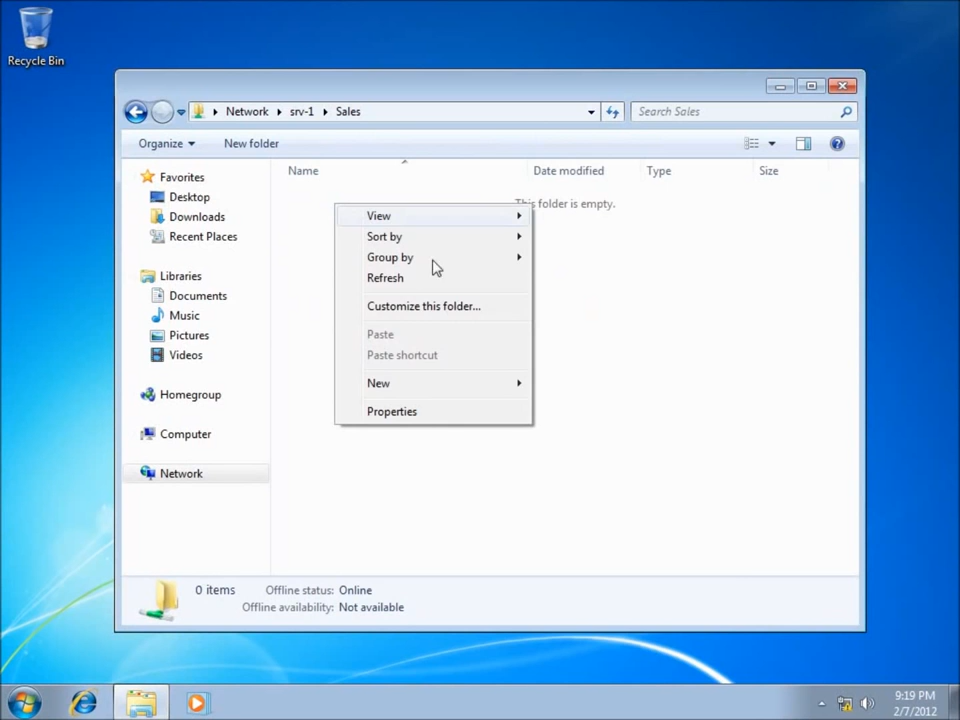 Recycle Bin
Network srv-1 Sales
Search Sales
Organize New folder
Name Date modified Type Size
This folder is empty.
Favorites
Desktop
Downloads
Recent Places
Libraries
Documents
Music
Pictures
Videos
Homegroup
Computer
Network
View
Sort by
Group by
Refresh
Customize this folder...
Paste
Paste shortcut
New
Properties
0 items Offline status: Online
Offline availability: Not available
9:19 PM
2/7/2012